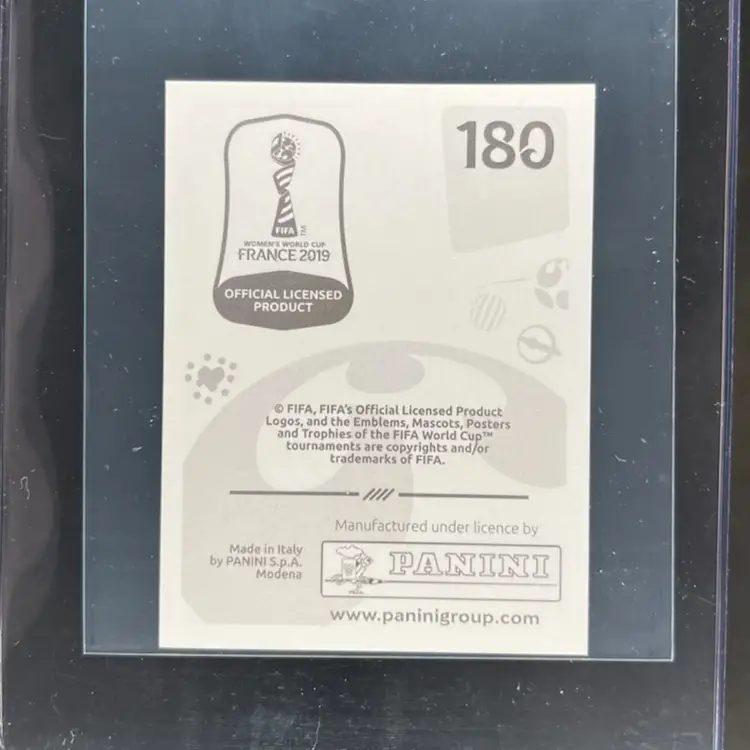 180
FIFA
TM
WOMEN'S WORLD CUP
FRANCE 2019
OFFICIAL LICENSED
PRODUCT
© FIFA, FIFA's Official Licensed Product
Logos, and the Emblems, Mascots, Posters
and Trophies of the FIFA World Cup™
tournaments are copyrights and/or
trademarks of FIFA.
Manufactured under licence by
Made in Italy
by PANINI S.p.A.
Modena
PANINI
www.paninigroup.com